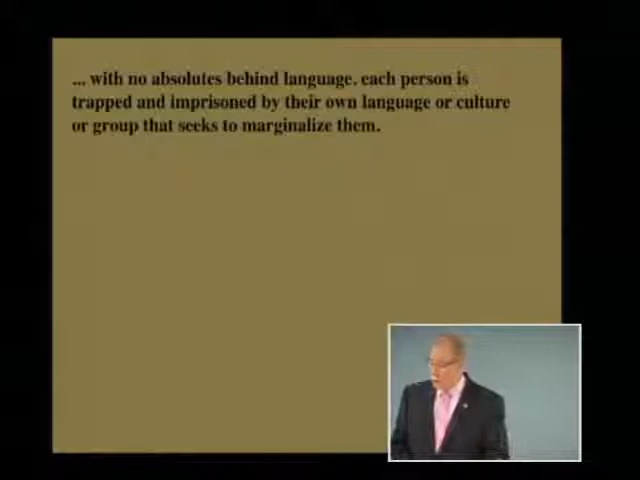 ... with no absolutes behind language, each person is
trapped and imprisoned by their own language or culture
or group that seeks to marginalize them.